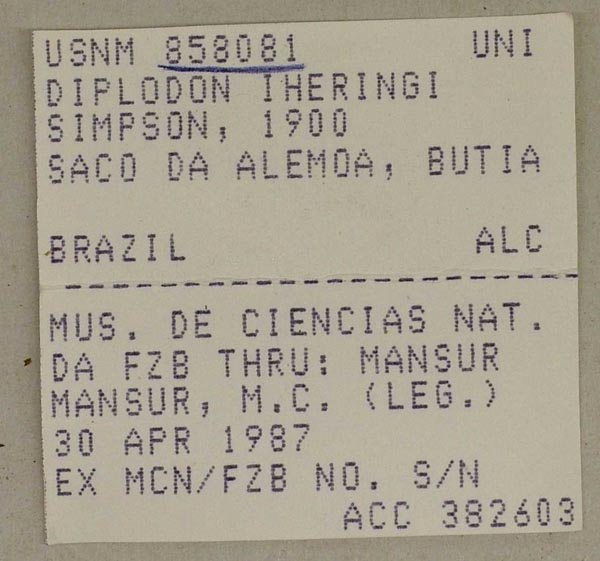 USNM 858081 UNI
DIPLODON IHERINGI
SIMPSON, 1900
SACO DA ALEMOA, BUTIA
BRAZIL ALC
MUS. DE CIENCIAS NAT.
DA FZB THRU: MANSUR
MANSUR, M.C. (LEG.)
30 APR 1987
EX MCN/FZB NO. S/N
ACC 382603